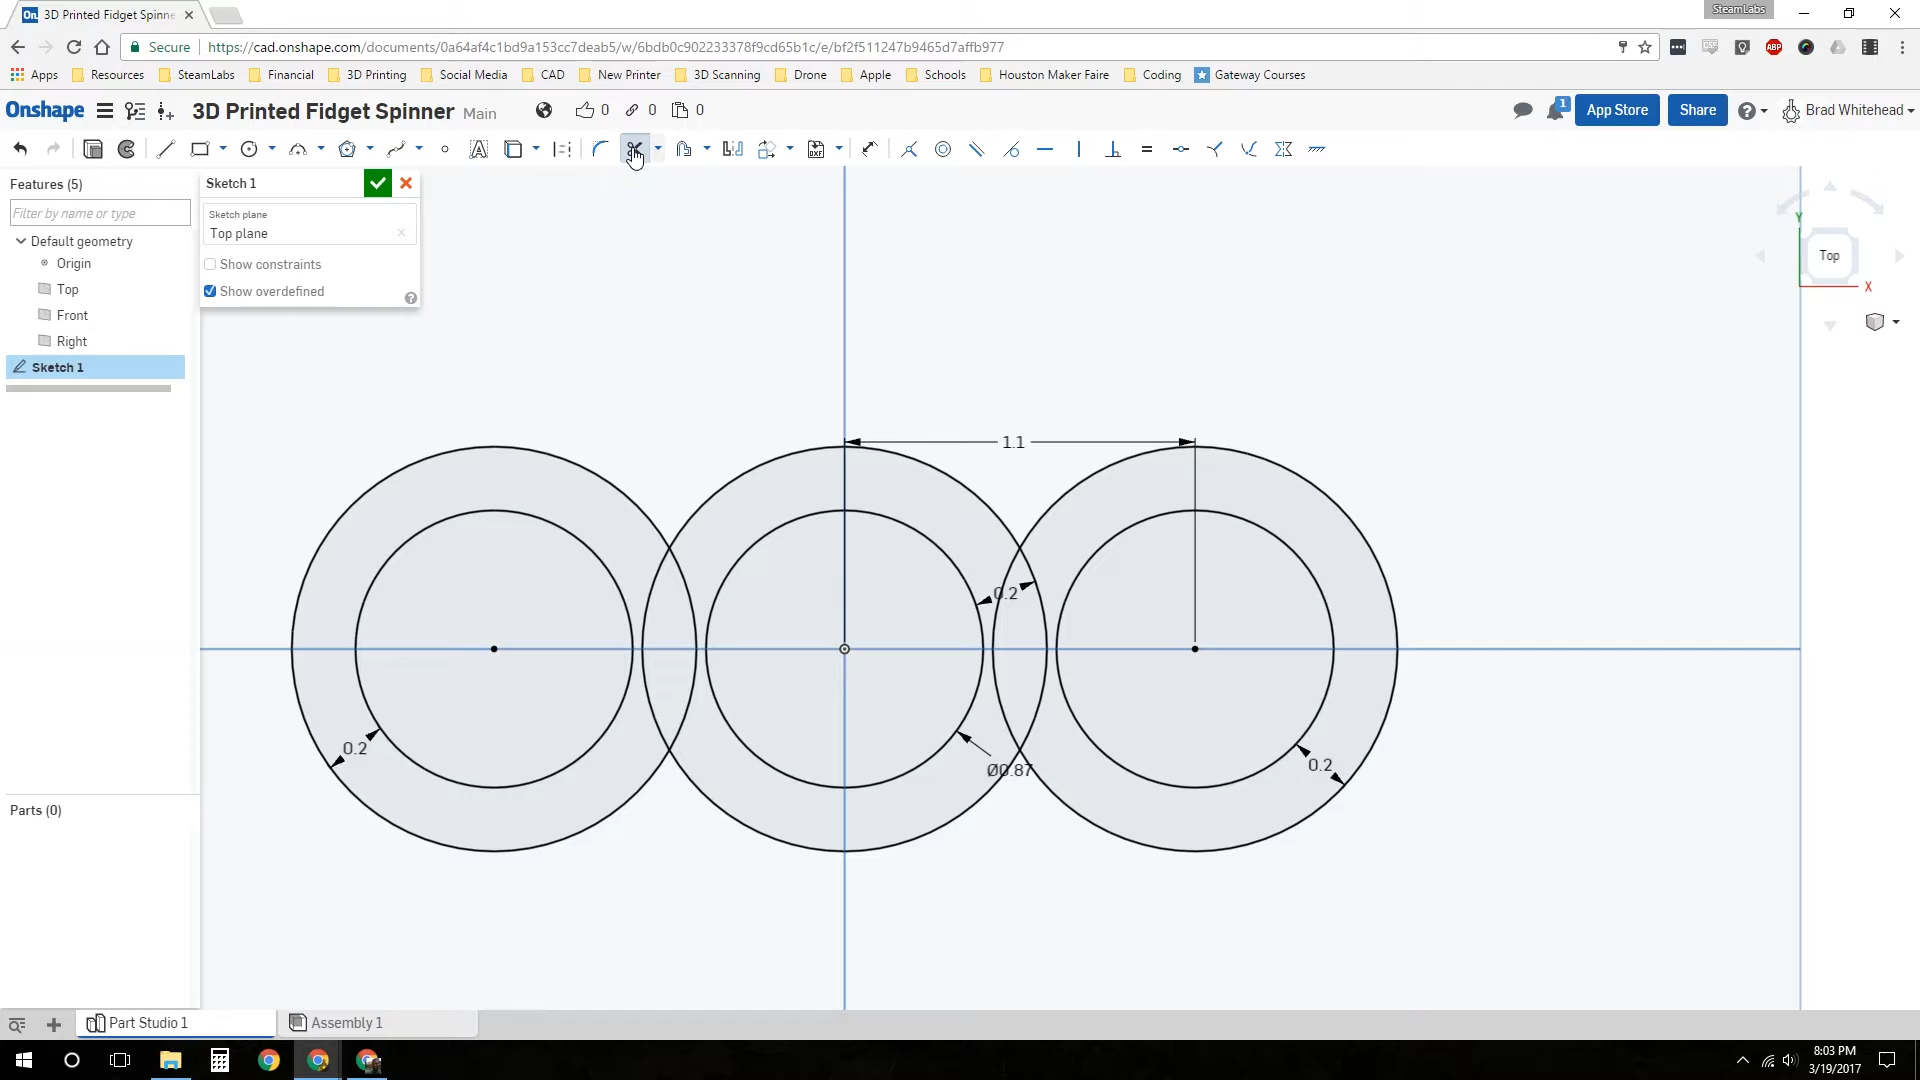 SteamLabs
3D Printed Fidget Spinne
Secure
https://cad.onshape.com/documents/0a64af4c1bd9a153cc7deab5/w/6bdb0c902233378f9cd65b1c/e/bf2f511247b9465d7affb977
ABP
Apps Resources SteamLabs Financial 3D Printing Social Media CAD New Printer 3D Scanning Drone Apple Schools Houston Maker Faire Coding Gateway Courses
Onshape 3D Printed Fidget Spinner Main 0 0 0 1 App Store Share Brad Whitehead
DXF
Features (5)
Filter by name or type
Default geometry
Origin
Top
Front
Right
Sketch 1
Sketch 1
Sketch plane
Top plane
Show constraints
Show overdefined
Y
Top
X
1.1
0.2
0.2
Ø0.87
0.2
Parts (0)
Part Studio 1
Assembly 1
8:03 PM
3/19/2017